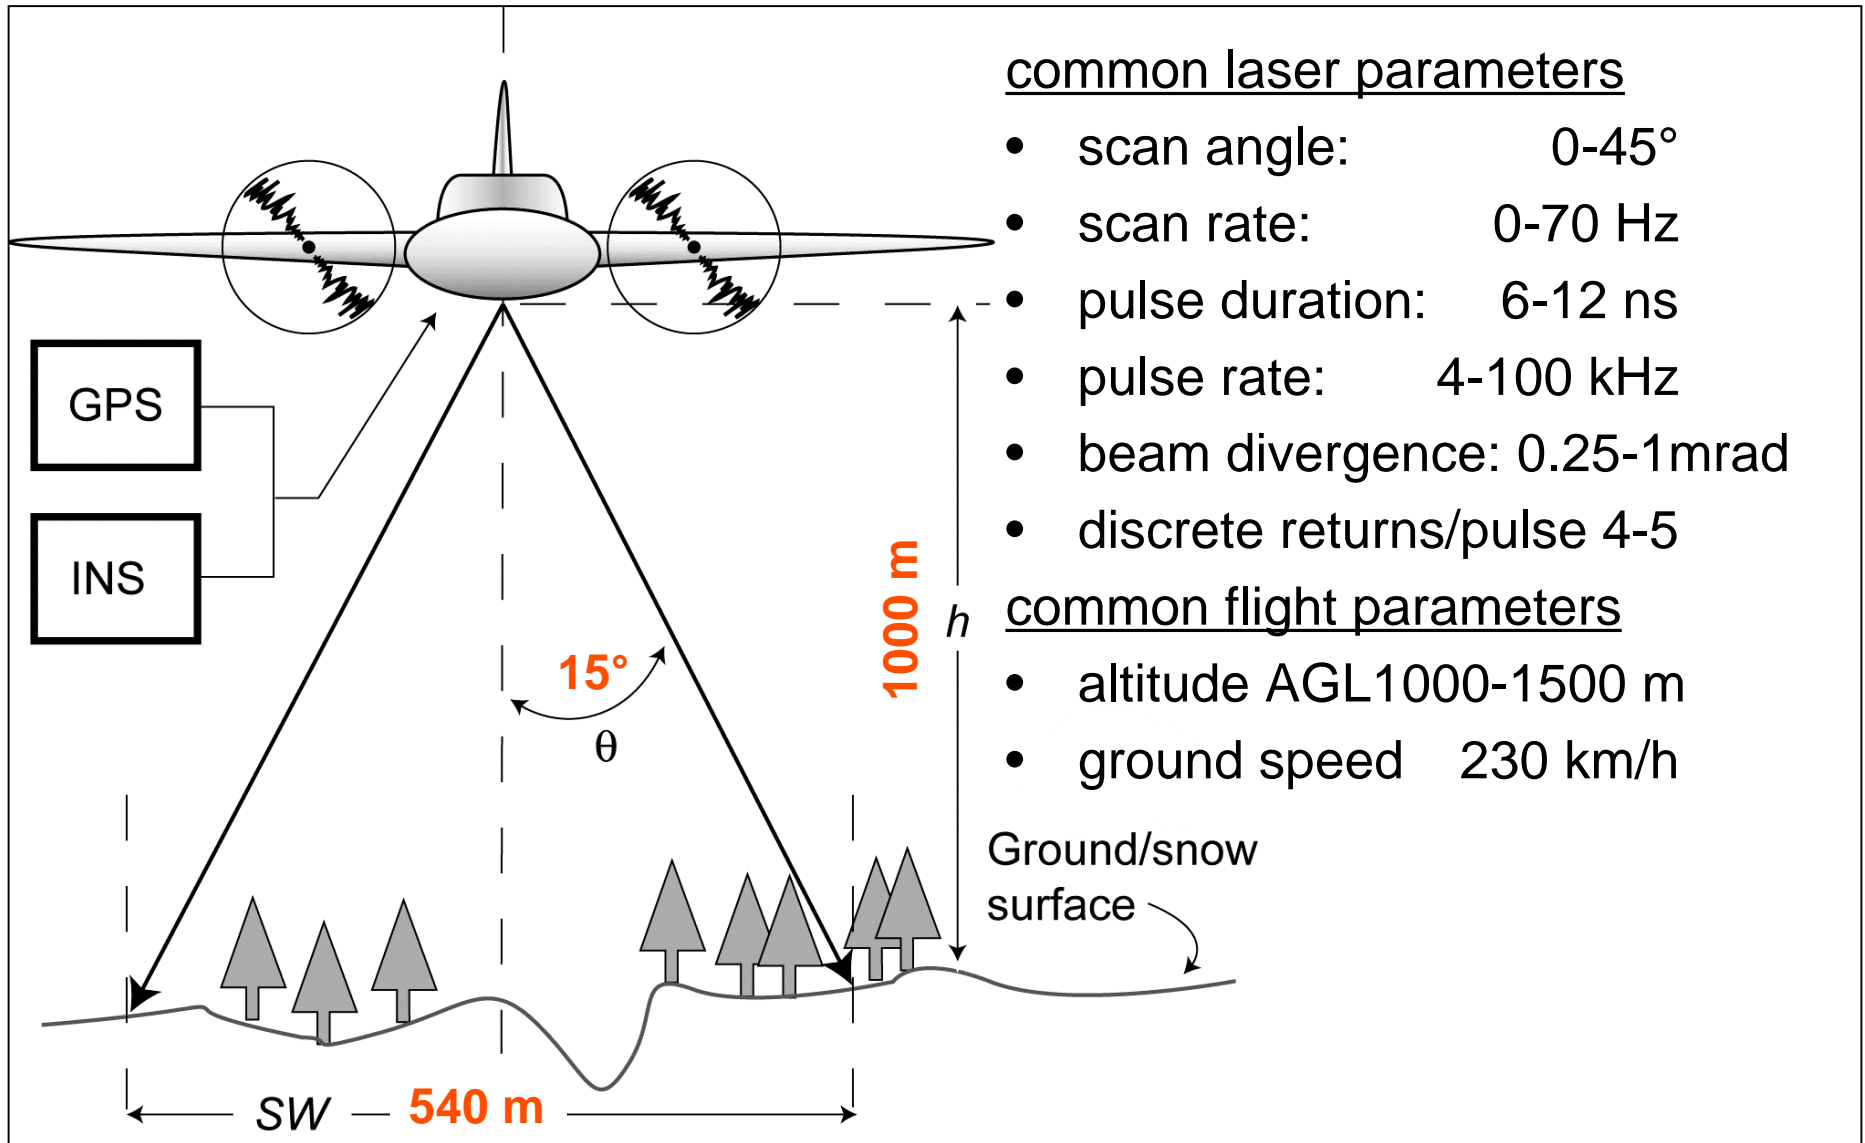 common laser parameters
• scan angle: 0-45°
• scan rate: 0-70 Hz
• pulse duration: 6-12 ns
• pulse rate: 4-100 kHz
• beam divergence: 0.25-1mrad
• discrete returns/pulse 4-5
common flight parameters
• altitude AGL1000-1500 m
• ground speed 230 km/h
GPS
INS
15°
θ
1000 m
h
Ground/snow
surface
SW 540 m